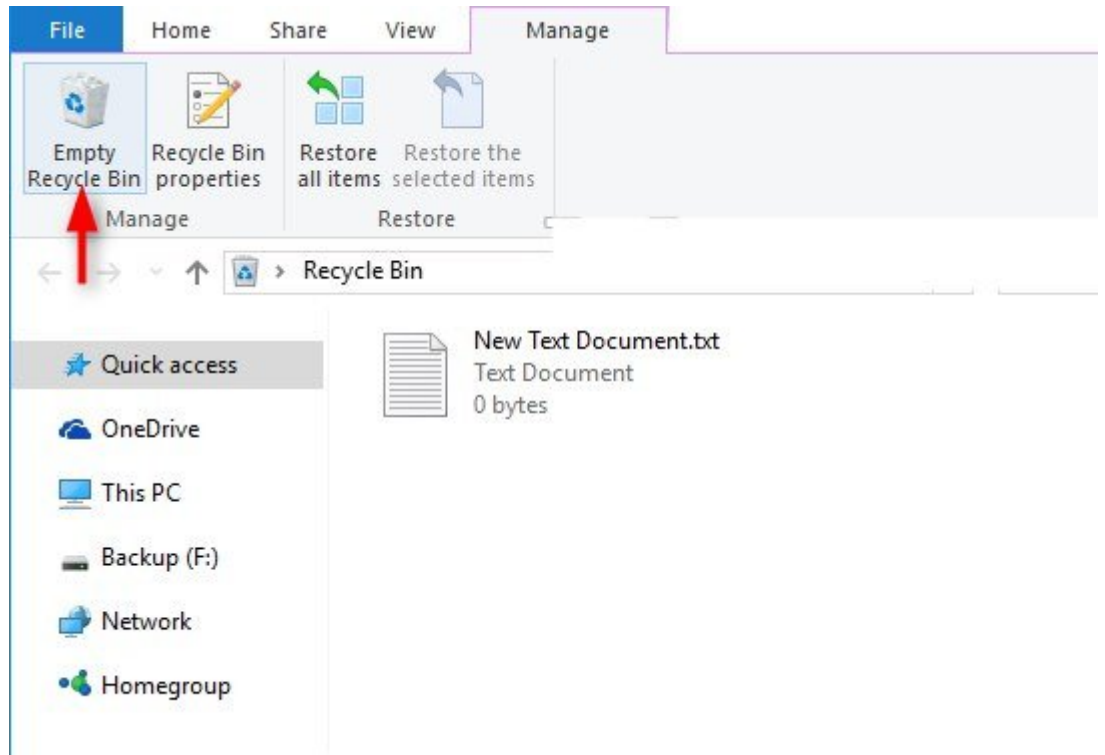 File Home Share View Manage
Empty Recycle Bin Restore Restore the
Recycle Bin properties all items selected items
Manage Restore
Recycle Bin
Quick access
OneDrive
This PC
Backup (F:)
Network
Homegroup
New Text Document.txt
Text Document
0 bytes